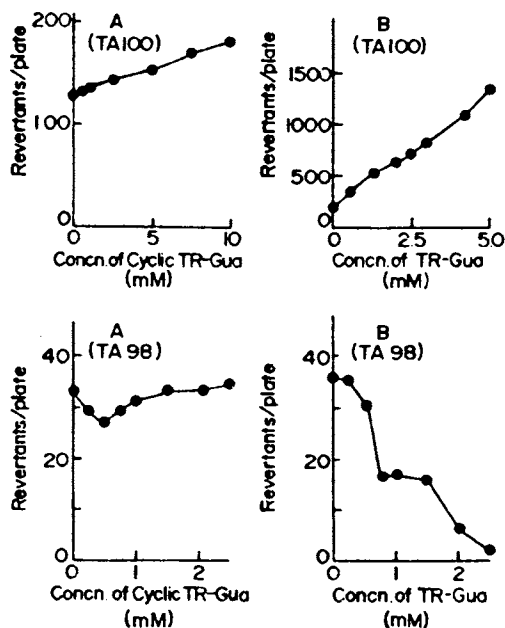 A
(TA100)
200
100
0
Revertants/plate
0 5 10
Concn. of Cyclic TR-Gua
(mM)
B
(TA100)
1500
1000
500
0
Revertants/plate
0 2.5 5.0
Concn. of TR-Gua
(mM)
A
(TA 98)
40
20
0
Revertants/plate
0 1 2
Concn. of Cyclic TR-Gua
(mM)
B
(TA 98)
40
20
0
Revertants/plate
0 1 2
Concn. of TR-Gua
(mM)